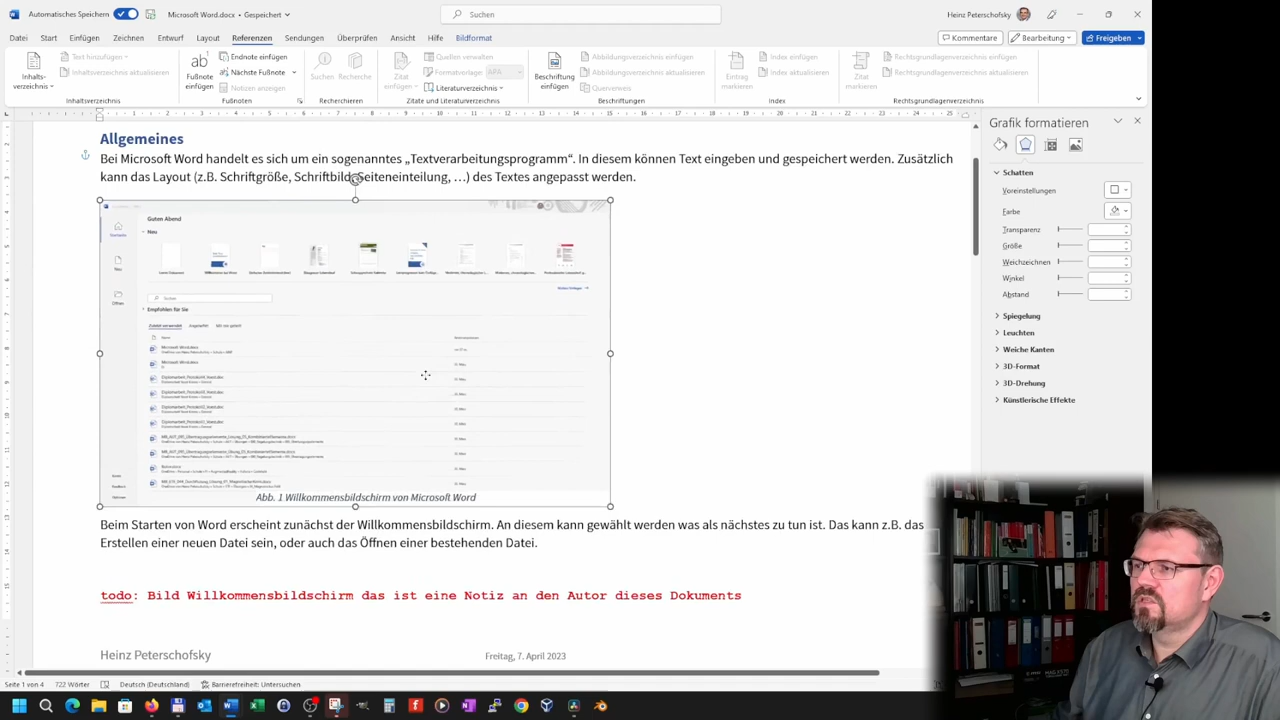 Automatisches Speichern
Microsoft Word.docx • Gespeichert
Suchen
Heinz Peterschofsky
Datei Start Einfügen Zeichnen Entwurf Layout Referenzen Sendungen Überprüfen Ansicht Hilfe Bildformat
Kommentare Bearbeitung Freigeben
Inhalts-
verzeichnis
Text hinzufügen
Inhaltsverzeichnis aktualisieren
Inhaltsverzeichnis
ab
Fußnote
einfügen
Endnote einfügen
Nächste Fußnote
Notizen anzeigen
Fußnoten
Suchen Recherche
Recherchieren
Zitat
einfügen
Quellen verwalten
Formatvorlage: APA
Literaturverzeichnis
Zitate und Literaturverzeichnis
Beschriftung
einfügen
Abbildungsverzeichnis einfügen
Abbildungsverzeichnis aktualisieren
Querverweis
Beschriftungen
Eintrag
markieren
Index einfügen
Index aktualisieren
Index
Zitat
markieren
Rechtsgrundlagenverzeichnis einfügen
Rechtsgrundlagenverzeichnis aktualisieren
Rechtsgrundlagenverzeichnis
Allgemeines
Bei Microsoft Word handelt es sich um ein sogenanntes „Textverarbeitungsprogramm“. In diesem können Text eingeben und gespeichert werden. Zusätzlich
kann das Layout (z.B. Schriftgröße, Schriftbild, Seiteneinteilung, …) des Textes angepasst werden.
Guten Abend
Neu
Suchen
Empfohlen für Sie
Abb. 1 Willkommensbildschirm von Microsoft Word
Beim Starten von Word erscheint zunächst der Willkommensbildschirm. An diesem kann gewählt werden was als nächstes zu tun ist. Das kann z.B. das
Erstellen einer neuen Datei sein, oder auch das Öffnen einer bestehenden Datei.
todo: Bild Willkommensbildschirm das ist eine Notiz an den Autor dieses Dokuments
Heinz Peterschofsky
Freitag, 7. April 2023
Grafik formatieren
Schatten
Voreinstellungen
Farbe
Transparenz
Größe
Weichzeichnen
Winkel
Abstand
Spiegelung
Leuchten
Weiche Kanten
3D-Format
3D-Drehung
Künstlerische Effekte
Seite 1 von 4 722 Wörter Deutsch (Deutschland) Barrierefreiheit: Untersuchen